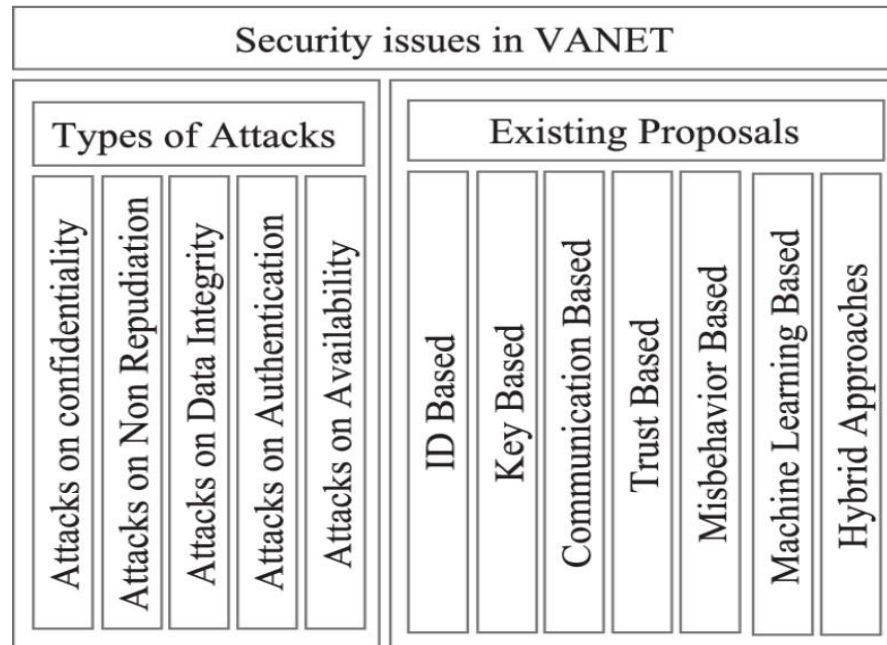 Security issues in VANET
Types of Attacks
Attacks on confidentiality
Attacks on Non Repudiation
Attacks on Data Integrity
Attacks on Authentication
Attacks on Availability
Existing Proposals
ID Based
Key Based
Communication Based
Trust Based
Misbehavior Based
Machine Learning Based
Hybrid Approaches